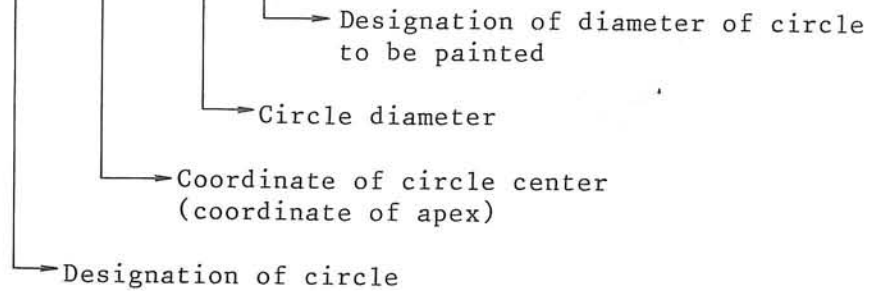 Designation of diameter of circle
to be painted
Circle diameter
Coordinate of circle center
(coordinate of apex)
Designation of circle